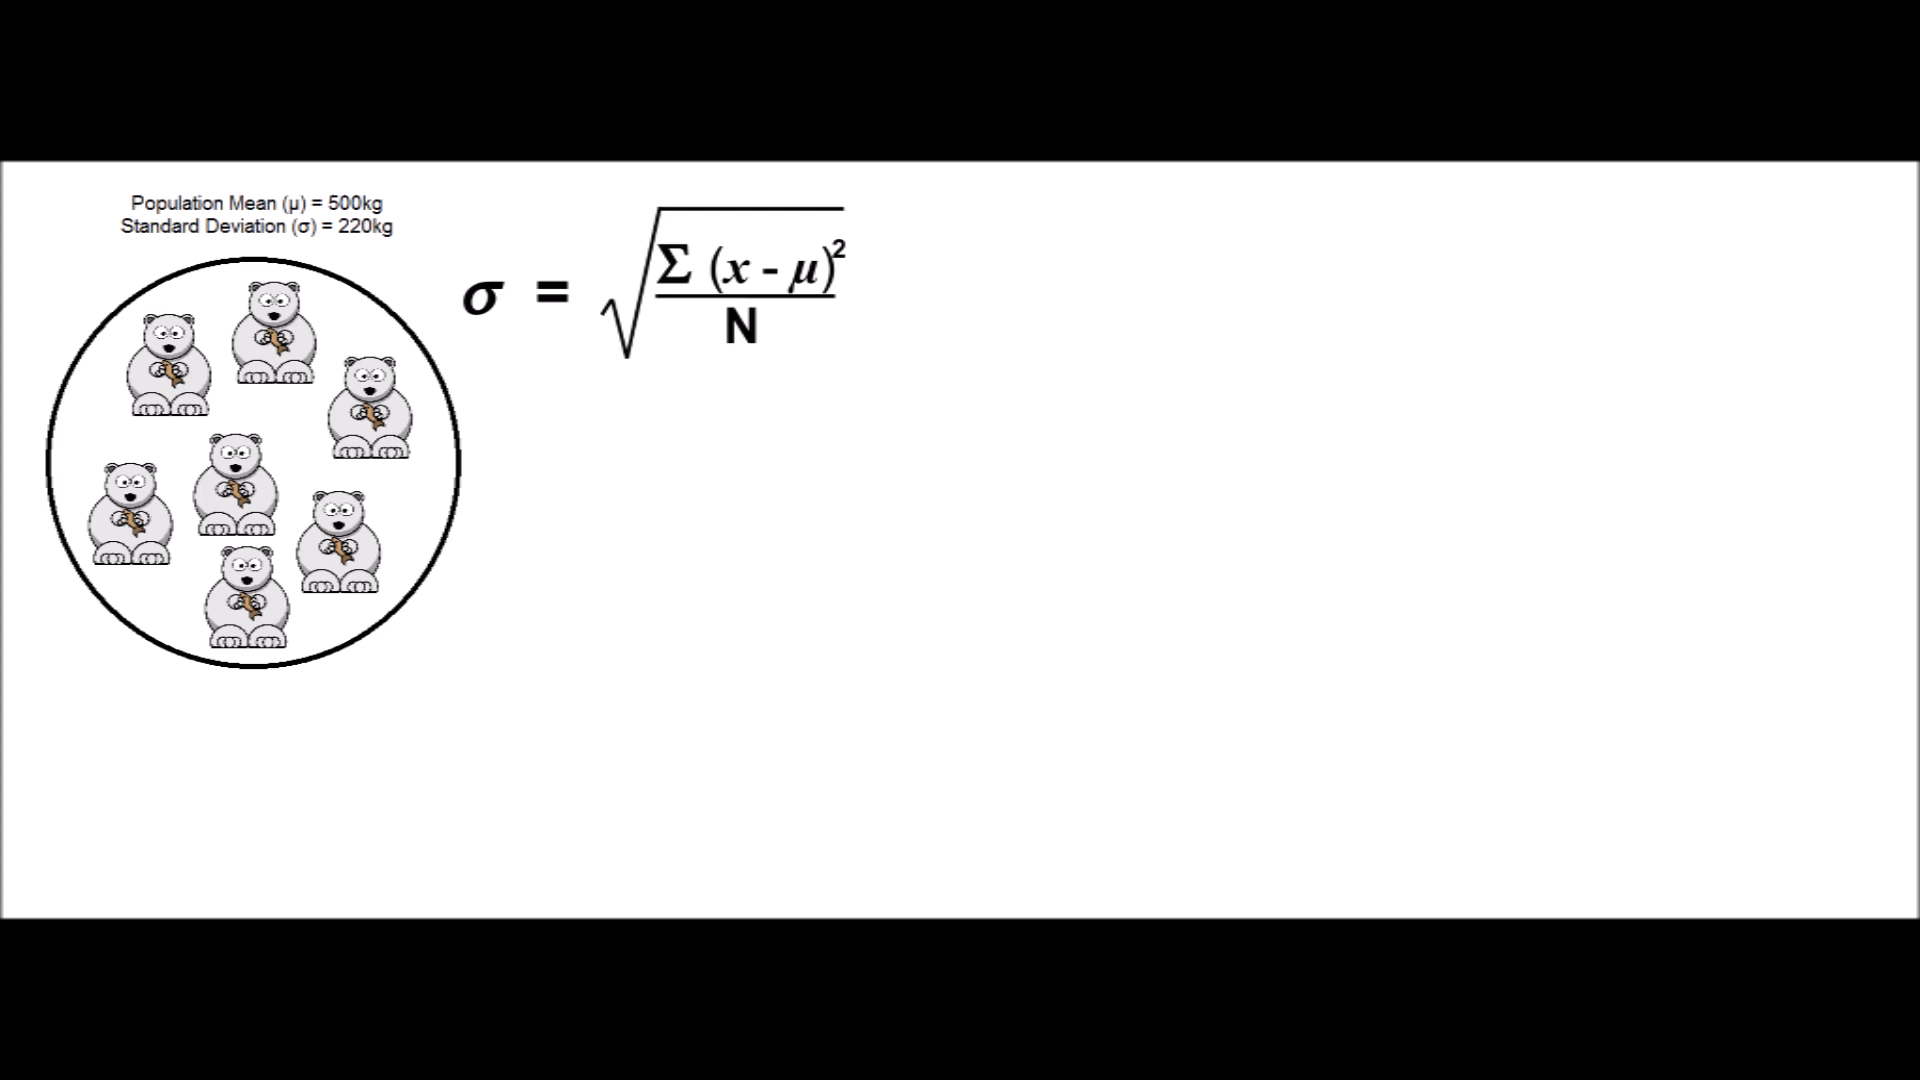 Population Mean (µ) = 500kg
Standard Deviation (σ) = 220kg
σ = √ Σ (x - µ)²
N